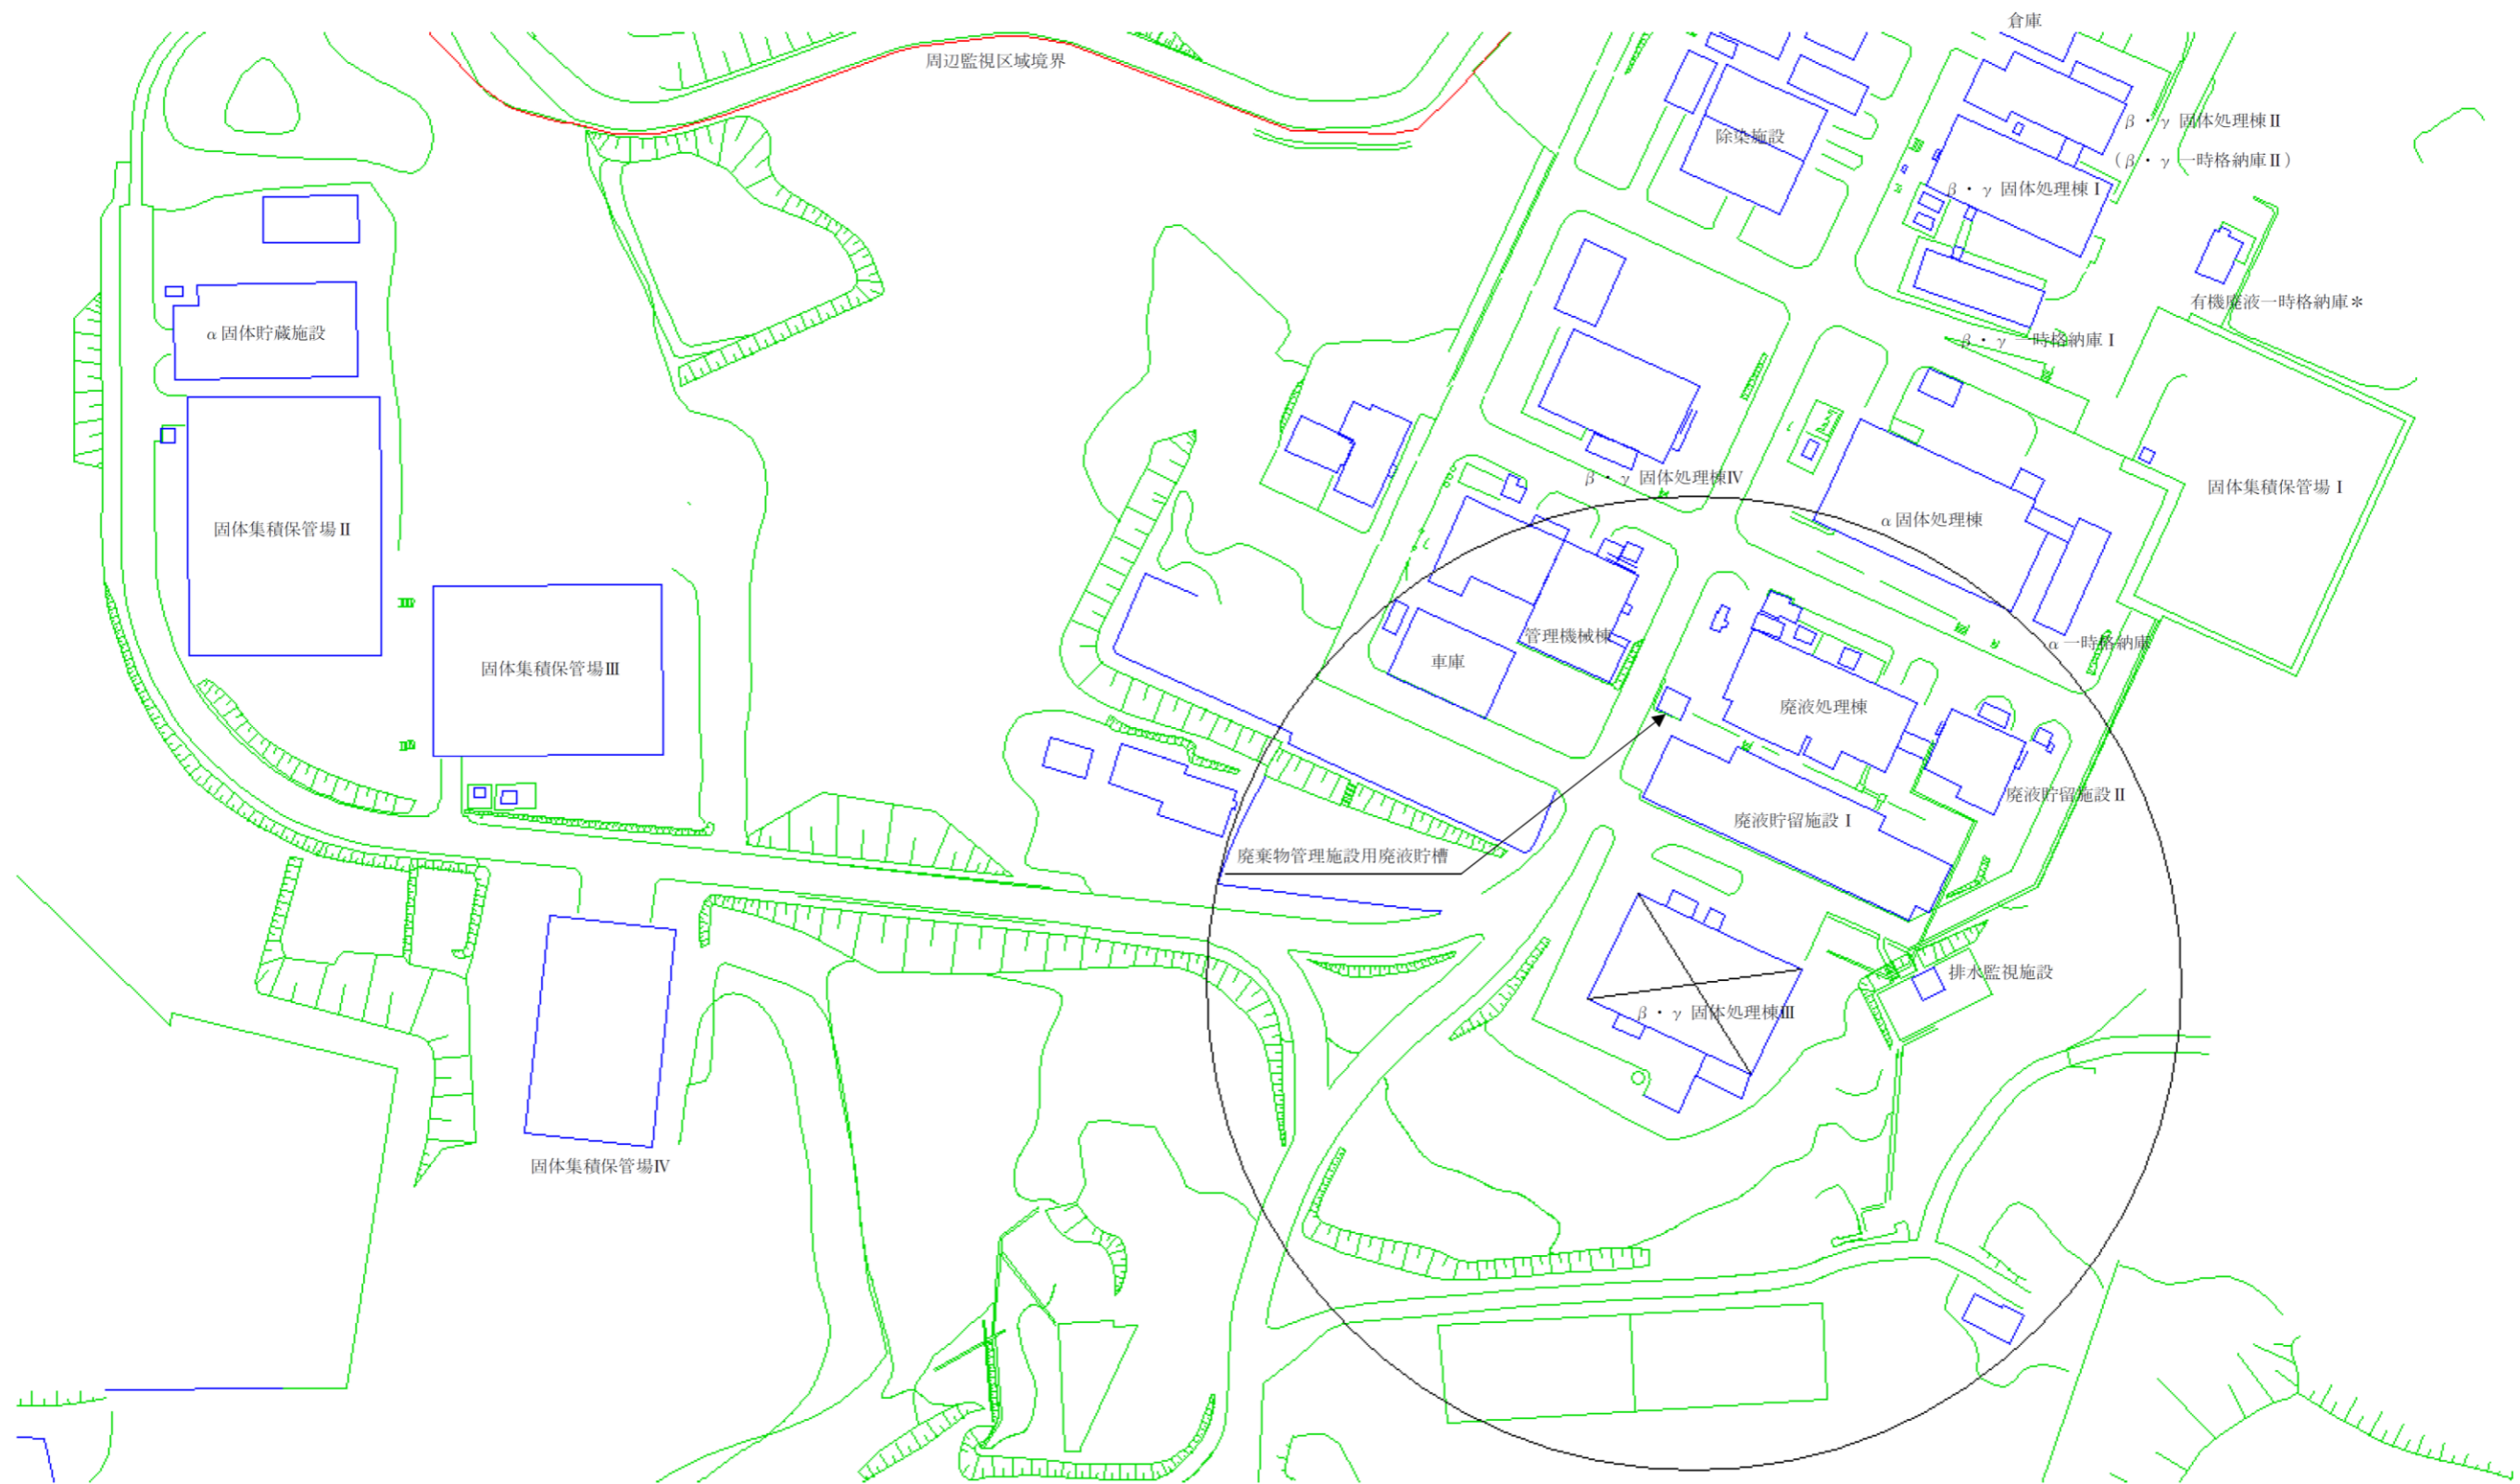 倉庫
周辺監視区域境界
β・γ 固体処理棟Ⅱ
除染施設
(β・γ 一時格納庫Ⅱ)
β・γ 固体処理棟Ⅰ
有機廃液一時格納庫＊
α固体貯蔵施設
β・γ 一時格納庫Ⅰ
β・γ 固体処理棟Ⅳ
固体集積保管場Ⅰ
α固体処理棟
固体集積保管場Ⅱ
管理機械棟
α一時格納庫
車庫
固体集積保管場Ⅲ
廃液処理棟
廃液貯留施設Ⅱ
廃液貯留施設Ⅰ
廃棄物管理施設用廃液貯槽
排水監視施設
β・γ 固体処理棟Ⅲ
固体集積保管場Ⅳ